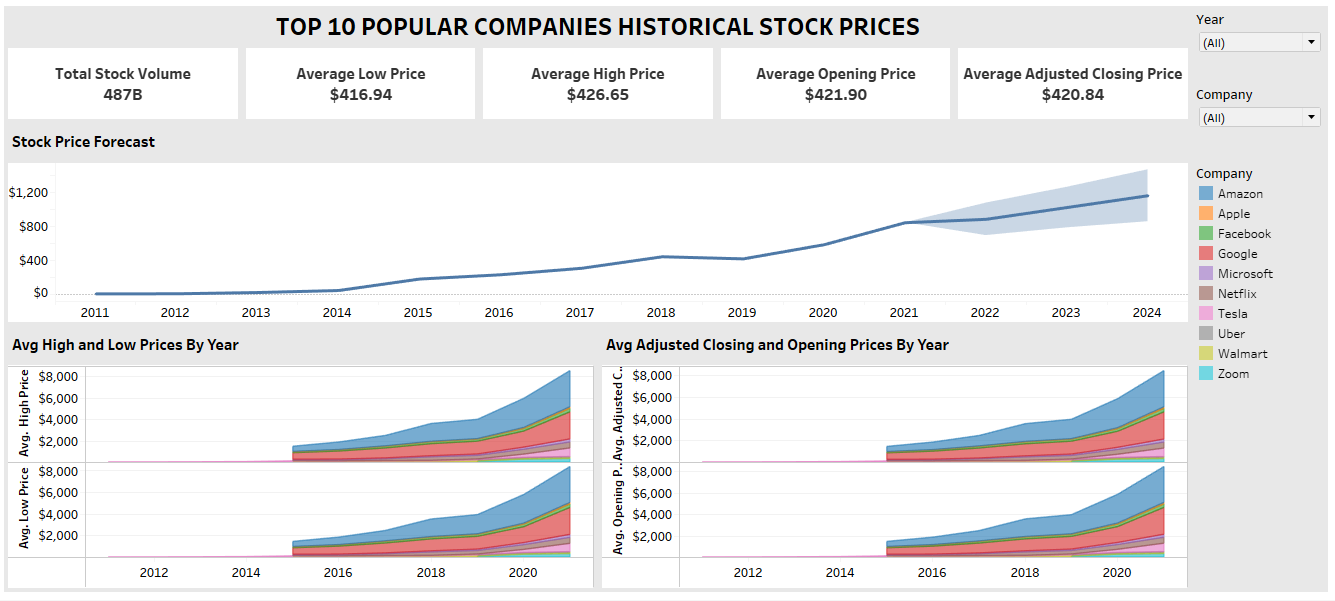 TOP 10 POPULAR COMPANIES HISTORICAL STOCK PRICES
Year
(All)
Total Stock Volume
487B
Average Low Price
$416.94
Average High Price
$426.65
Average Opening Price
$421.90
Average Adjusted Closing Price
$420.84
Company
(All)
Stock Price Forecast
$1,200
$800
$400
$0
2011 2012 2013 2014 2015 2016 2017 2018 2019 2020 2021 2022 2023 2024
Company
Amazon
Apple
Facebook
Google
Microsoft
Netflix
Tesla
Uber
Walmart
Zoom
Avg High and Low Prices By Year
Avg. High Price
$8,000
$6,000
$4,000
$2,000
Avg. Low Price
$8,000
$6,000
$4,000
$2,000
2012 2014 2016 2018 2020
Avg Adjusted Closing and Opening Prices By Year
Avg. Adjusted C..
$8,000
$6,000
$4,000
$2,000
Avg. Opening P..
$8,000
$6,000
$4,000
$2,000
2012 2014 2016 2018 2020